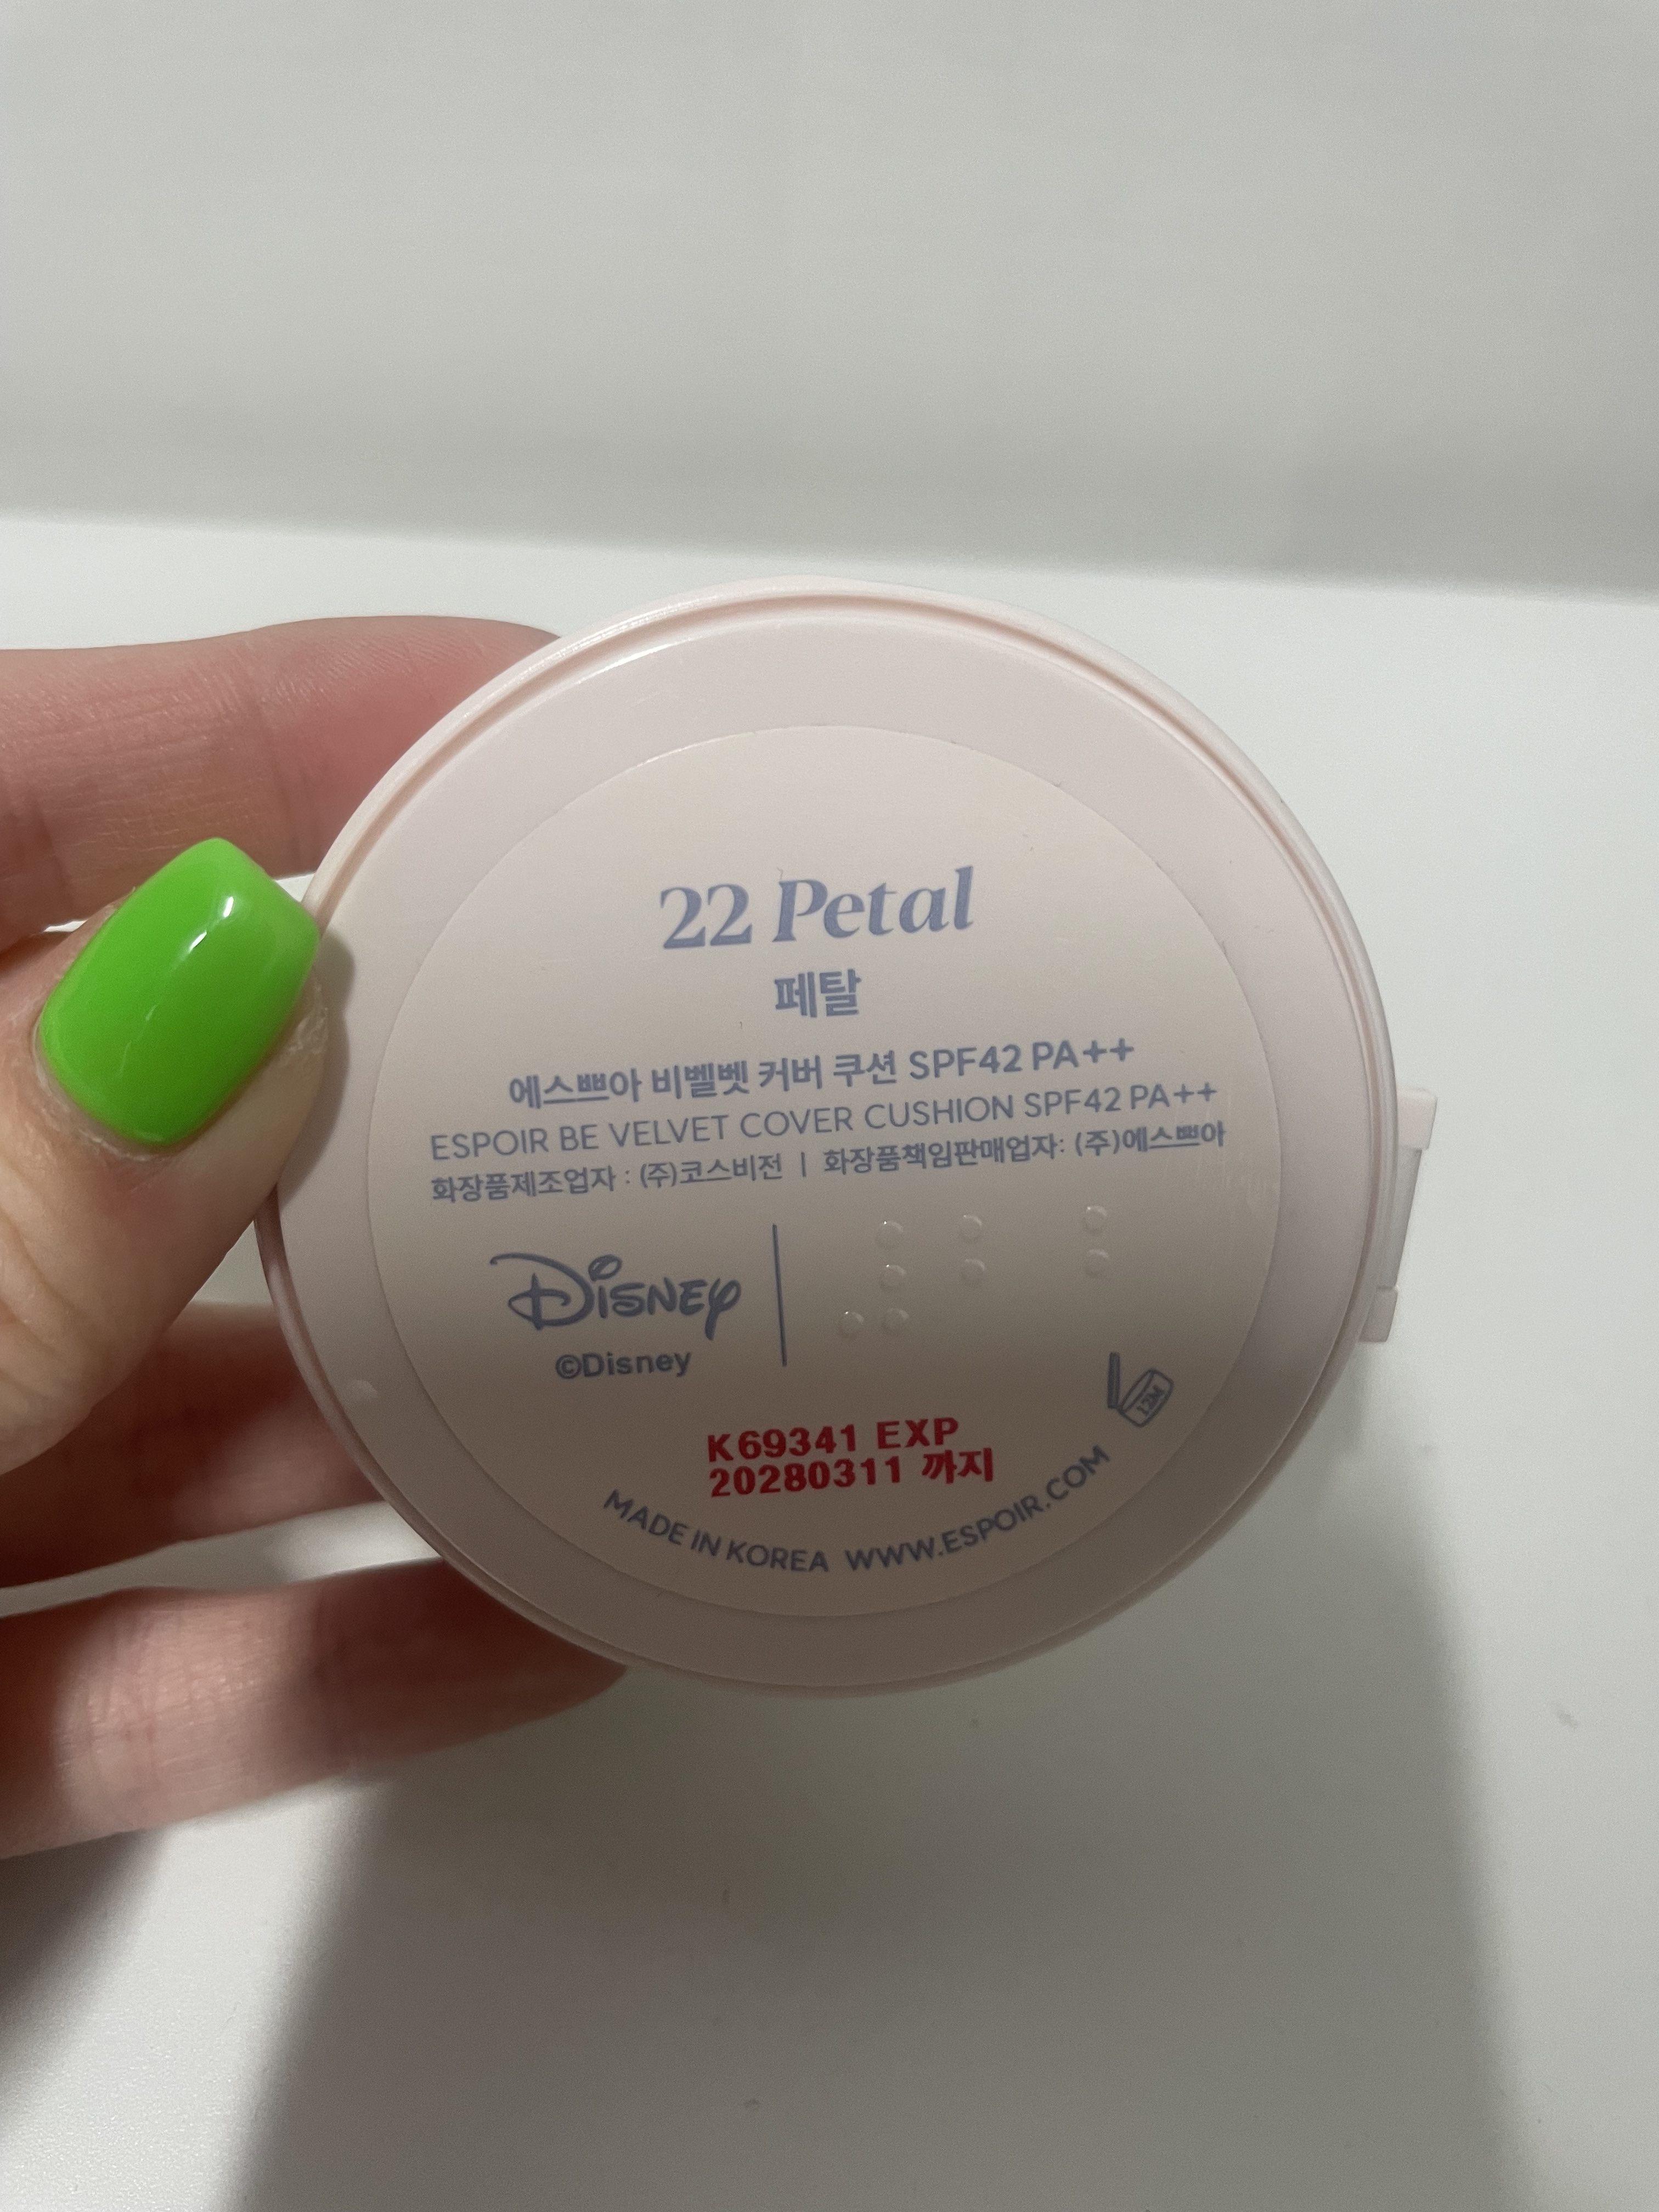 22 Petal
페탈
에스쁘아 비벨벳 커버 쿠션 SPF42 PA++
ESPOIR BE VELVET COVER CUSHION SPF42 PA++
화장품제조업자 : (주)코스비전 | 화장품책임판매업자: (주)에스쁘아
Disney
©Disney
12M
K69341 EXP
20280311 까지
MADE IN KOREA WWW.ESPOIR.COM